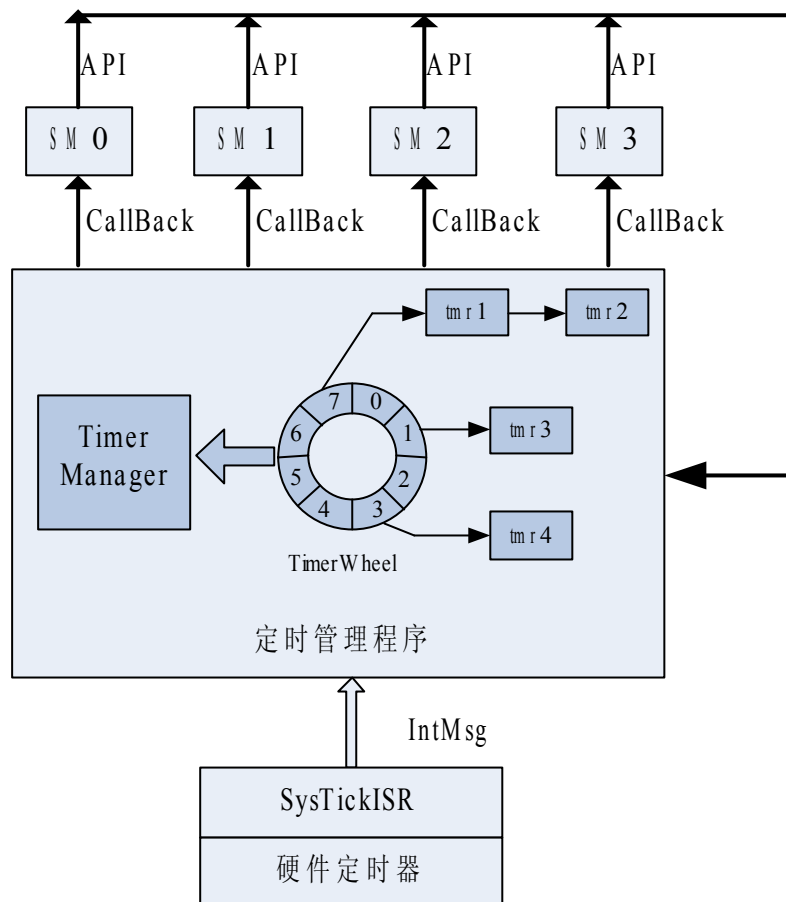 API API API API
SM 0 SM 1 SM 2 SM 3
CallBack CallBack CallBack CallBack
tmr1 tmr2
Timer
Manager
7 0
6 1
5 2
4 3
tmr3
tmr4
TimerWheel
定时管理程序
IntMsg
SysTickISR
硬件定时器